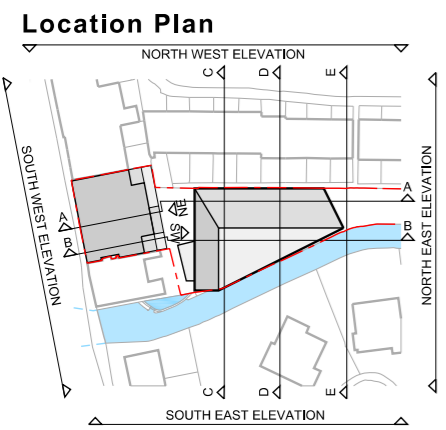 Location Plan
NORTH WEST ELEVATION
C
D
E
SOUTH WEST ELEVATION
A
NE
A
B
SW
B
NORTH EAST ELEVATION
C
D
E
SOUTH EAST ELEVATION